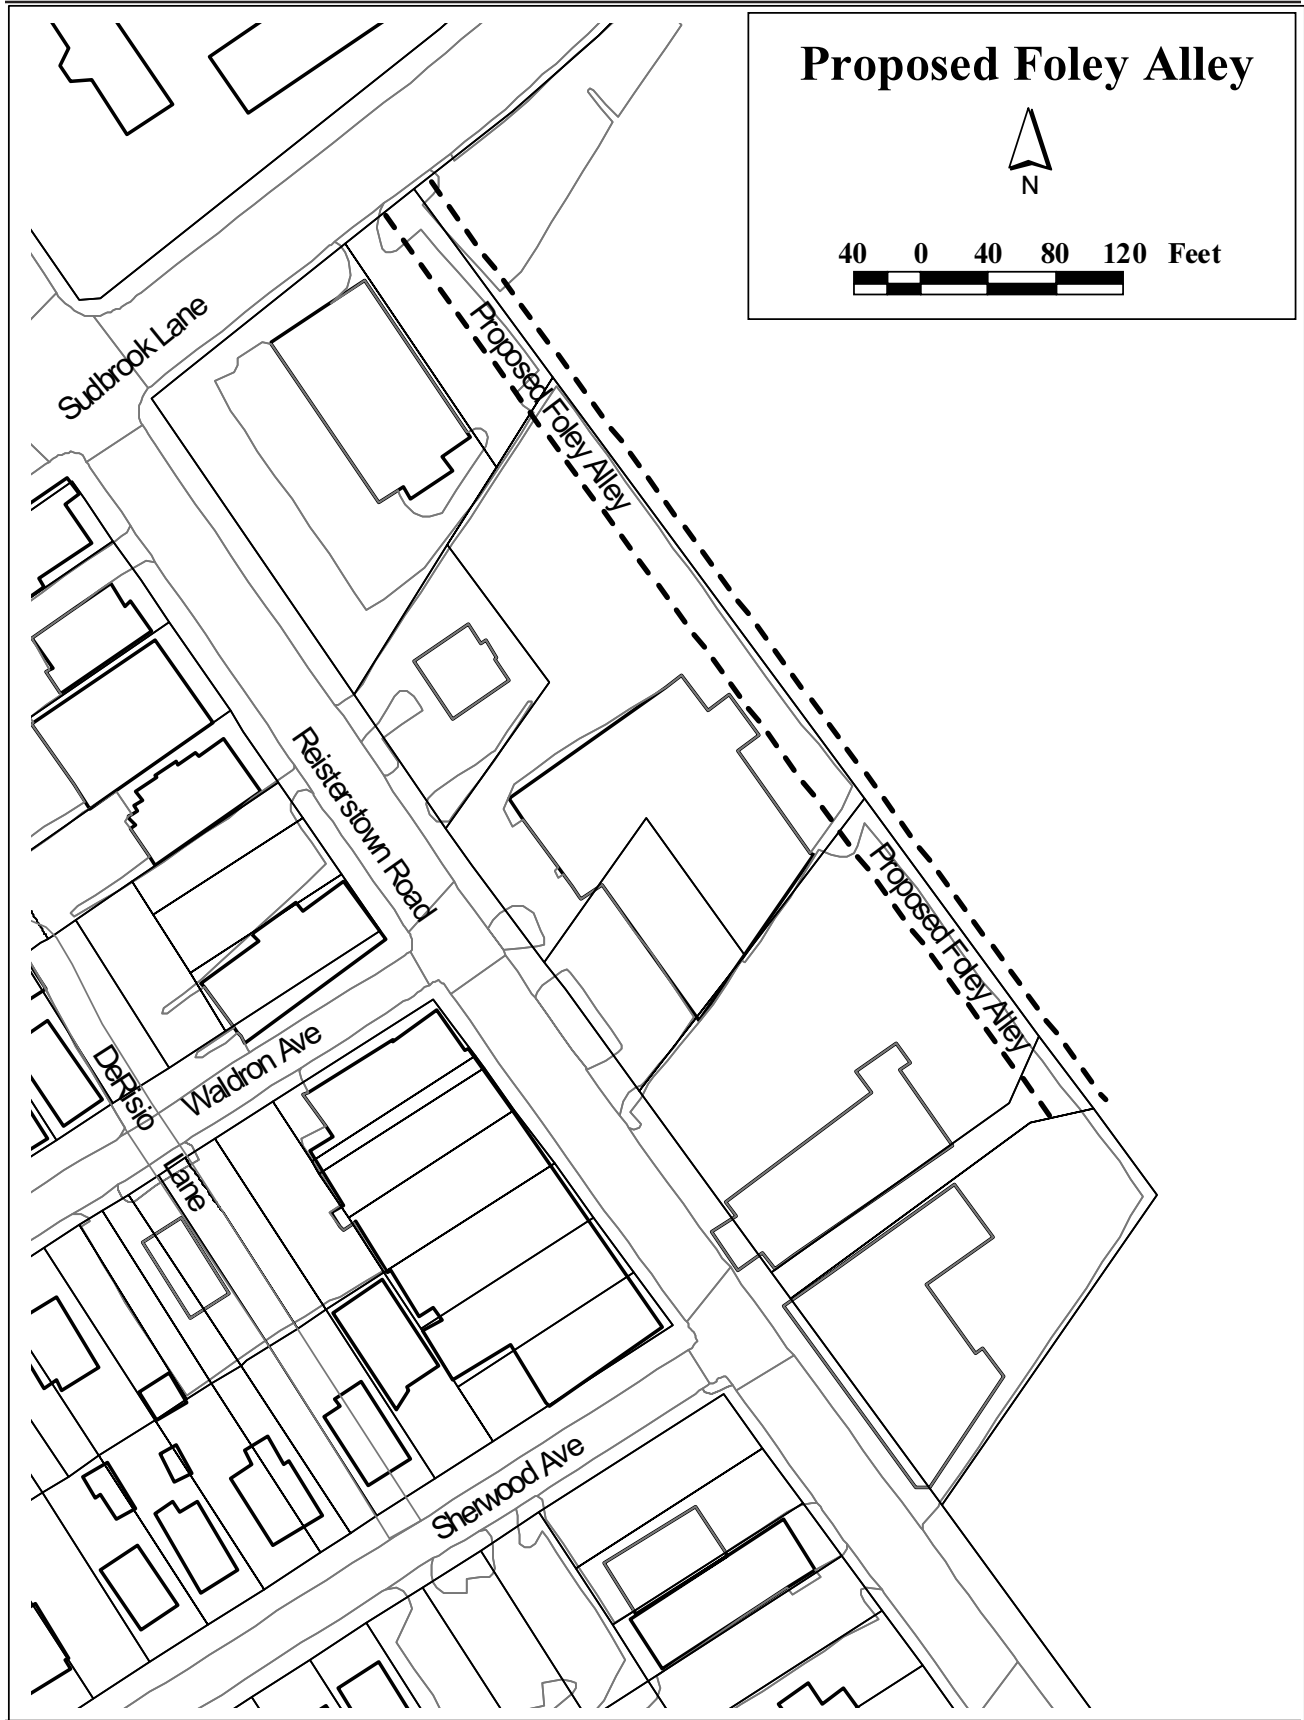 Proposed Foley Alley
N
40 0 40 80 120 Feet
Sudbrook Lane
Proposed Foley Alley
Reisterstown Road
Proposed Foley Alley
Waldron Ave
DeRisio
Lane
Sherwood Ave